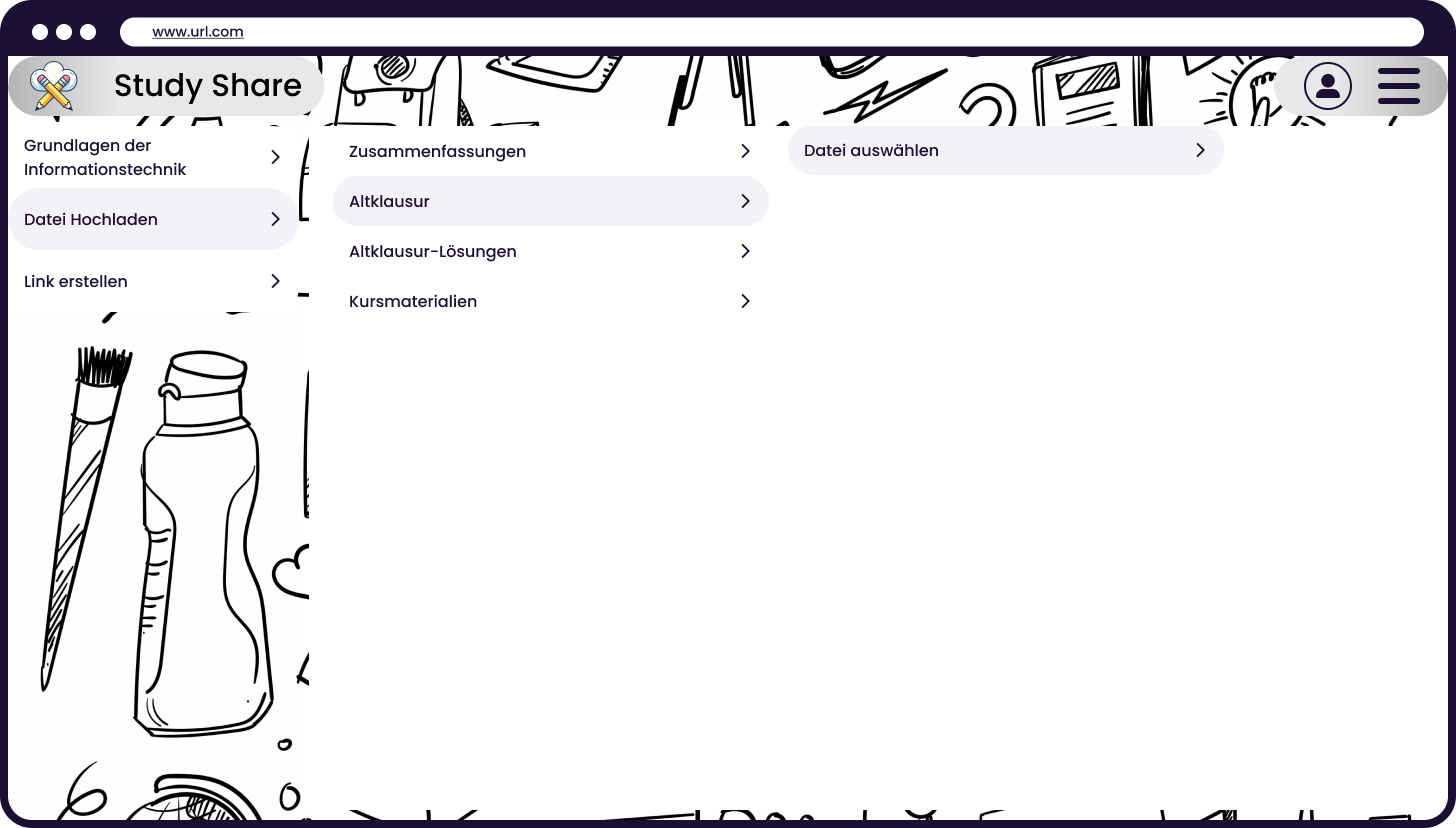 www.url.com
Study Share
Grundlagen der
Informationstechnik
Datei Hochladen
Link erstellen
Zusammenfassungen
Altklausur
Altklausur-Lösungen
Kursmaterialien
Datei auswählen